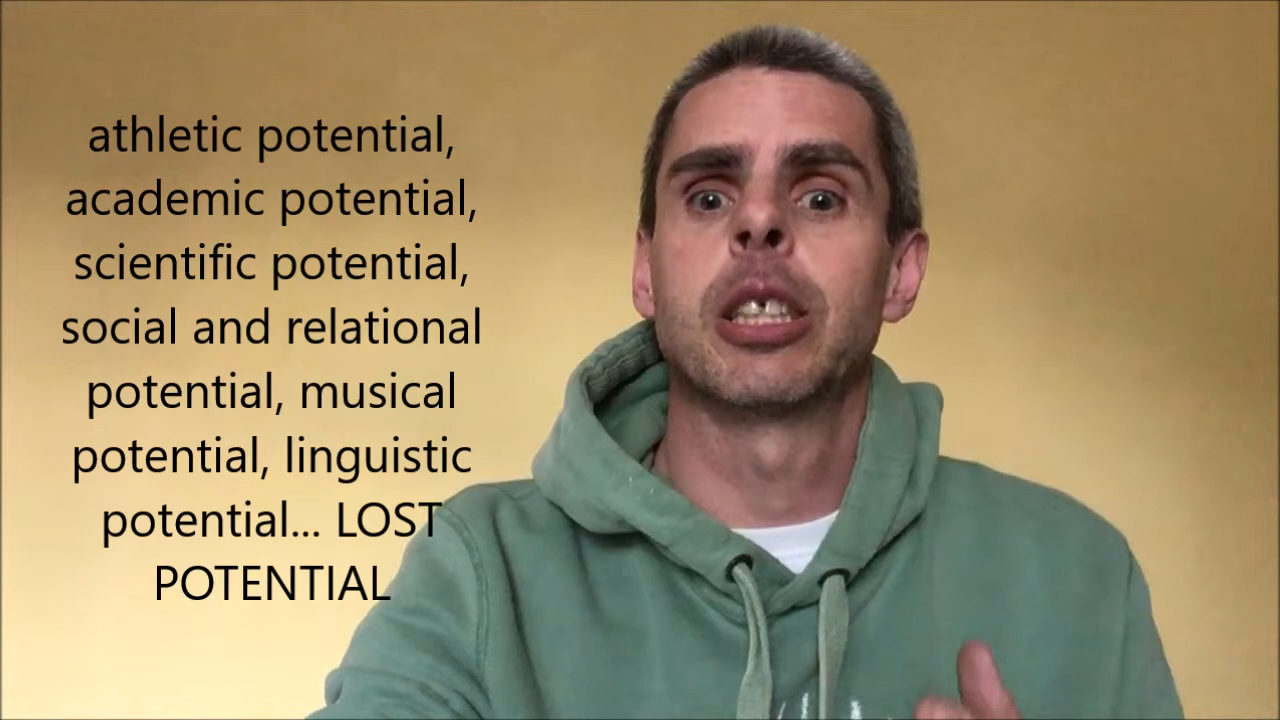 athletic potential,
academic potential,
scientific potential,
social and relational
potential, musical
potential, linguistic
potential... LOST
POTENTIAL